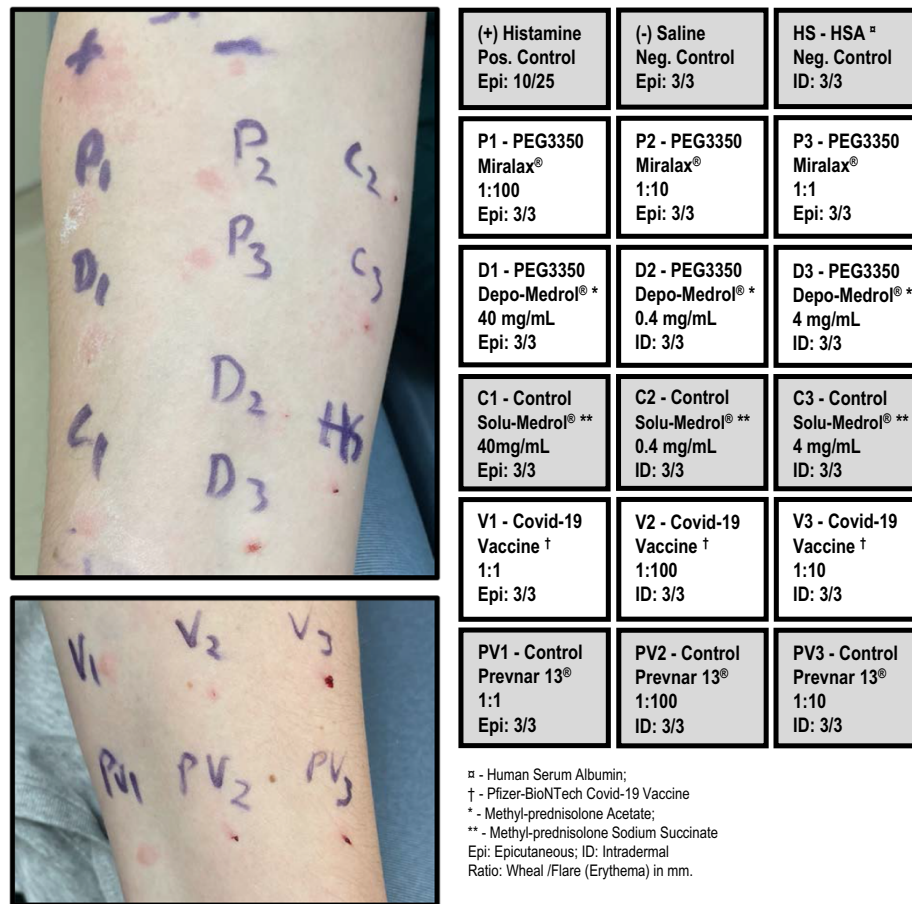 +
−
P1
P2
C2
D1
P3
C3
C1
D2
HS
D3
V1
V2
V3
PV1
PV2
PV3
(+) Histamine
Pos. Control
Epi: 10/25
(-) Saline
Neg. Control
Epi: 3/3
HS - HSA ¤
Neg. Control
ID: 3/3
P1 - PEG3350
Miralax®
1:100
Epi: 3/3
P2 - PEG3350
Miralax®
1:10
Epi: 3/3
P3 - PEG3350
Miralax®
1:1
Epi: 3/3
D1 - PEG3350
Depo-Medrol® *
40 mg/mL
Epi: 3/3
D2 - PEG3350
Depo-Medrol® *
0.4 mg/mL
ID: 3/3
D3 - PEG3350
Depo-Medrol® *
4 mg/mL
ID: 3/3
C1 - Control
Solu-Medrol® **
40mg/mL
Epi: 3/3
C2 - Control
Solu-Medrol® **
0.4 mg/mL
ID: 3/3
C3 - Control
Solu-Medrol® **
4 mg/mL
ID: 3/3
V1 - Covid-19
Vaccine †
1:1
Epi: 3/3
V2 - Covid-19
Vaccine †
1:100
ID: 3/3
V3 - Covid-19
Vaccine †
1:10
ID: 3/3
PV1 - Control
Prevnar 13®
1:1
Epi: 3/3
PV2 - Control
Prevnar 13®
1:100
ID: 3/3
PV3 - Control
Prevnar 13®
1:10
ID: 3/3
¤ - Human Serum Albumin;
† - Pfizer-BioNTech Covid-19 Vaccine
* - Methyl-prednisolone Acetate;
** - Methyl-prednisolone Sodium Succinate
Epi: Epicutaneous; ID: Intradermal
Ratio: Wheal /Flare (Erythema) in mm.